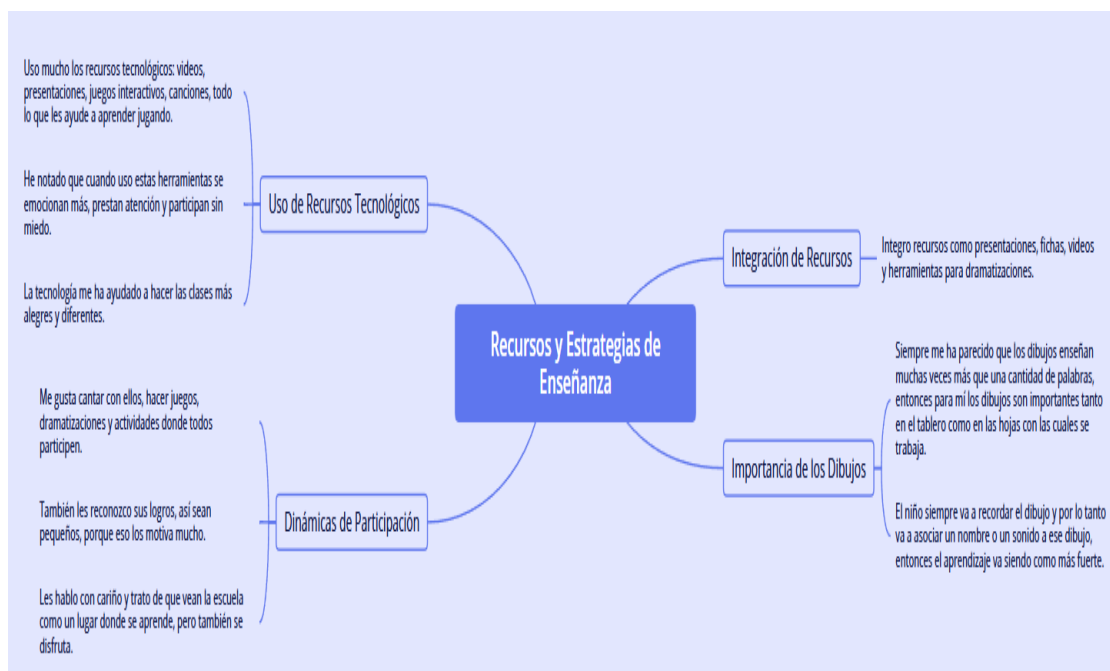 Uso mucho los recursos tecnológicos: videos,
presentaciones, juegos interactivos, canciones, todo
lo que les ayude a aprender jugando.
He notado que cuando uso estas herramientas se
emocionan más, prestan atención y participan sin
miedo.
La tecnología me ha ayudado a hacer las clases más
alegres y diferentes.
Uso de Recursos Tecnológicos
Me gusta cantar con ellos, hacer juegos,
dramatizaciones y actividades donde todos
participen.
También les reconozco sus logros, así sean
pequeños, porque eso los motiva mucho.
Les hablo con cariño y trato de que vean la escuela
como un lugar donde se aprende, pero también se
disfruta.
Dinámicas de Participación
Recursos y Estrategias de
Enseñanza
Integración de Recursos
Integro recursos como presentaciones, fichas, videos
y herramientas para dramatizaciones.
Importancia de los Dibujos
Siempre me ha parecido que los dibujos enseñan
muchas veces más que una cantidad de palabras,
entonces para mí los dibujos son importantes tanto
en el tablero como en las hojas con las cuales se
trabaja.
El niño siempre va a recordar el dibujo y por lo tanto
va a asociar un nombre o un sonido a ese dibujo,
entonces el aprendizaje va siendo como más fuerte.